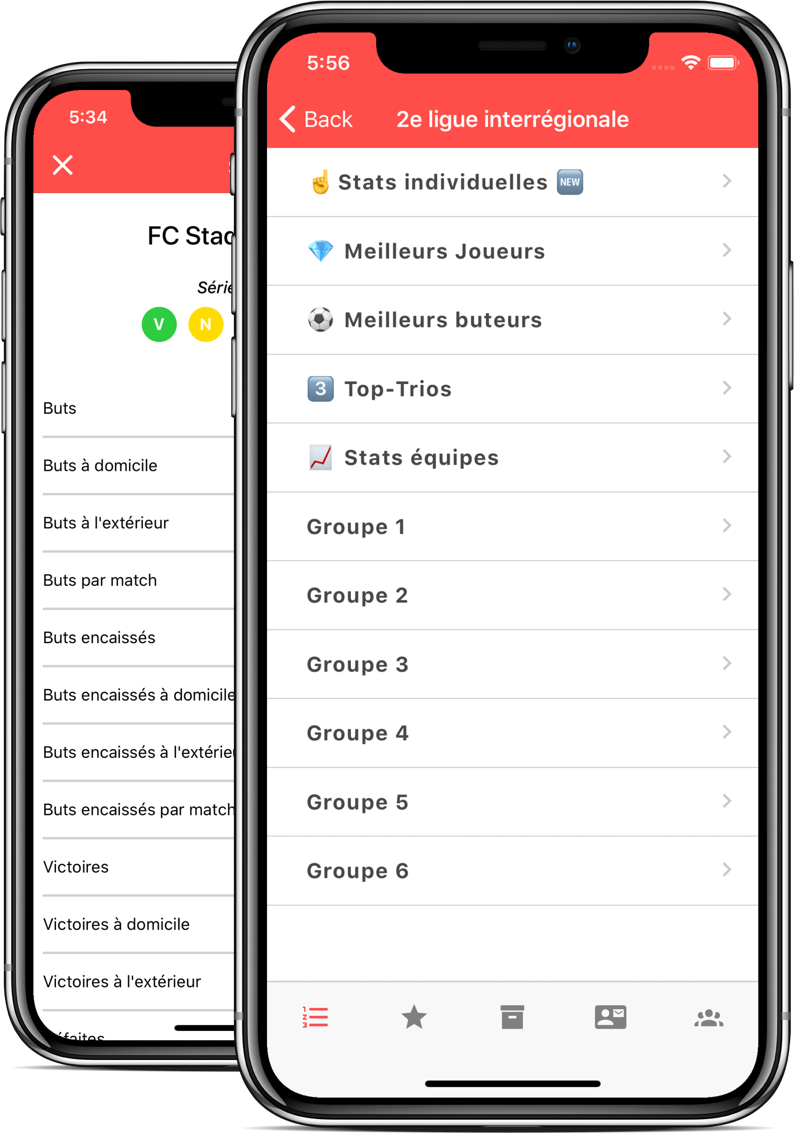 5:34
FC Stad
Série
V N
Buts
Buts à domicile
Buts à l'extérieur
Buts par match
Buts encaissés
Buts encaissés à domicile
Buts encaissés à l'extérieu
Buts encaissés par match
Victoires
Victoires à domicile
Victoires à l'extérieur
éfaites
5:56
Back 2e ligue interrégionale
☝️ Stats individuelles 🆕
💎 Meilleurs Joueurs
⚽ Meilleurs buteurs
3️⃣ Top-Trios
📈 Stats équipes
Groupe 1
Groupe 2
Groupe 3
Groupe 4
Groupe 5
Groupe 6